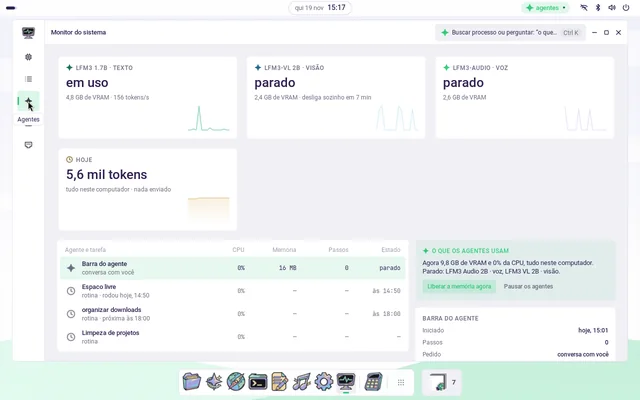 qui 19 nov 15:17
agentes
Monitor do sistema
Buscar processo ou perguntar: "o que... Ctrl K
Agentes
LFM3 1.7B · TEXTO
em uso
4,8 GB de VRAM · 156 tokens/s
LFM3-VL 2B · VISÃO
parado
2,4 GB de VRAM · desliga sozinho em 7 min
LFM3-AUDIO · VOZ
parado
2,6 GB de VRAM
HOJE
5,6 mil tokens
tudo neste computador · nada enviado
Agente e tarefa CPU Memória Passos Estado
Barra do agente
conversa com você 0% 16 MB 0 parado
Espaco livre
rotina · rodou hoje, 14:50 0% — — às 14:50
organizar downloads
rotina · próxima às 18:00 0% — — às 18:00
Limpeza de projetos
rotina 0% — —
O QUE OS AGENTES USAM
Agora 9,8 GB de VRAM e 0% da CPU, tudo neste computador.
Parado: LFM3 Audio 2B · voz, LFM3 VL 2B · visão.
Liberar a memória agora Pausar os agentes
BARRA DO AGENTE
Iniciado hoje, 15:01
Passos 0
Pedido conversa com você
7